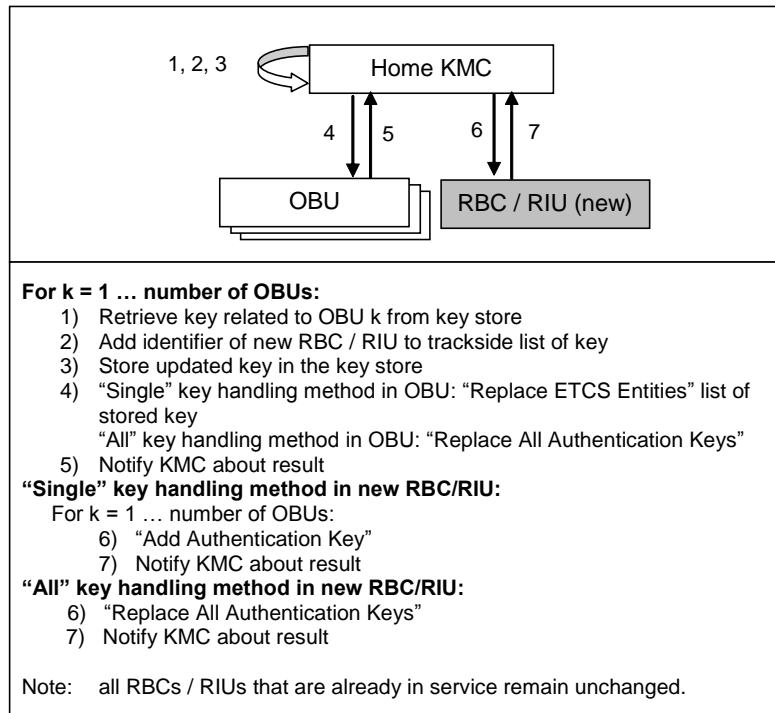 1, 2, 3
Home KMC
4
5
6
7
OBU
RBC / RIU (new)
For k = 1 … number of OBUs:
1) Retrieve key related to OBU k from key store
2) Add identifier of new RBC / RIU to trackside list of key
3) Store updated key in the key store
4) “Single” key handling method in OBU: “Replace ETCS Entities” list of
stored key
“All” key handling method in OBU: “Replace All Authentication Keys”
5) Notify KMC about result
“Single” key handling method in new RBC/RIU:
For k = 1 … number of OBUs:
6) “Add Authentication Key”
7) Notify KMC about result
“All” key handling method in new RBC/RIU:
6) “Replace All Authentication Keys”
7) Notify KMC about result
Note: all RBCs / RIUs that are already in service remain unchanged.